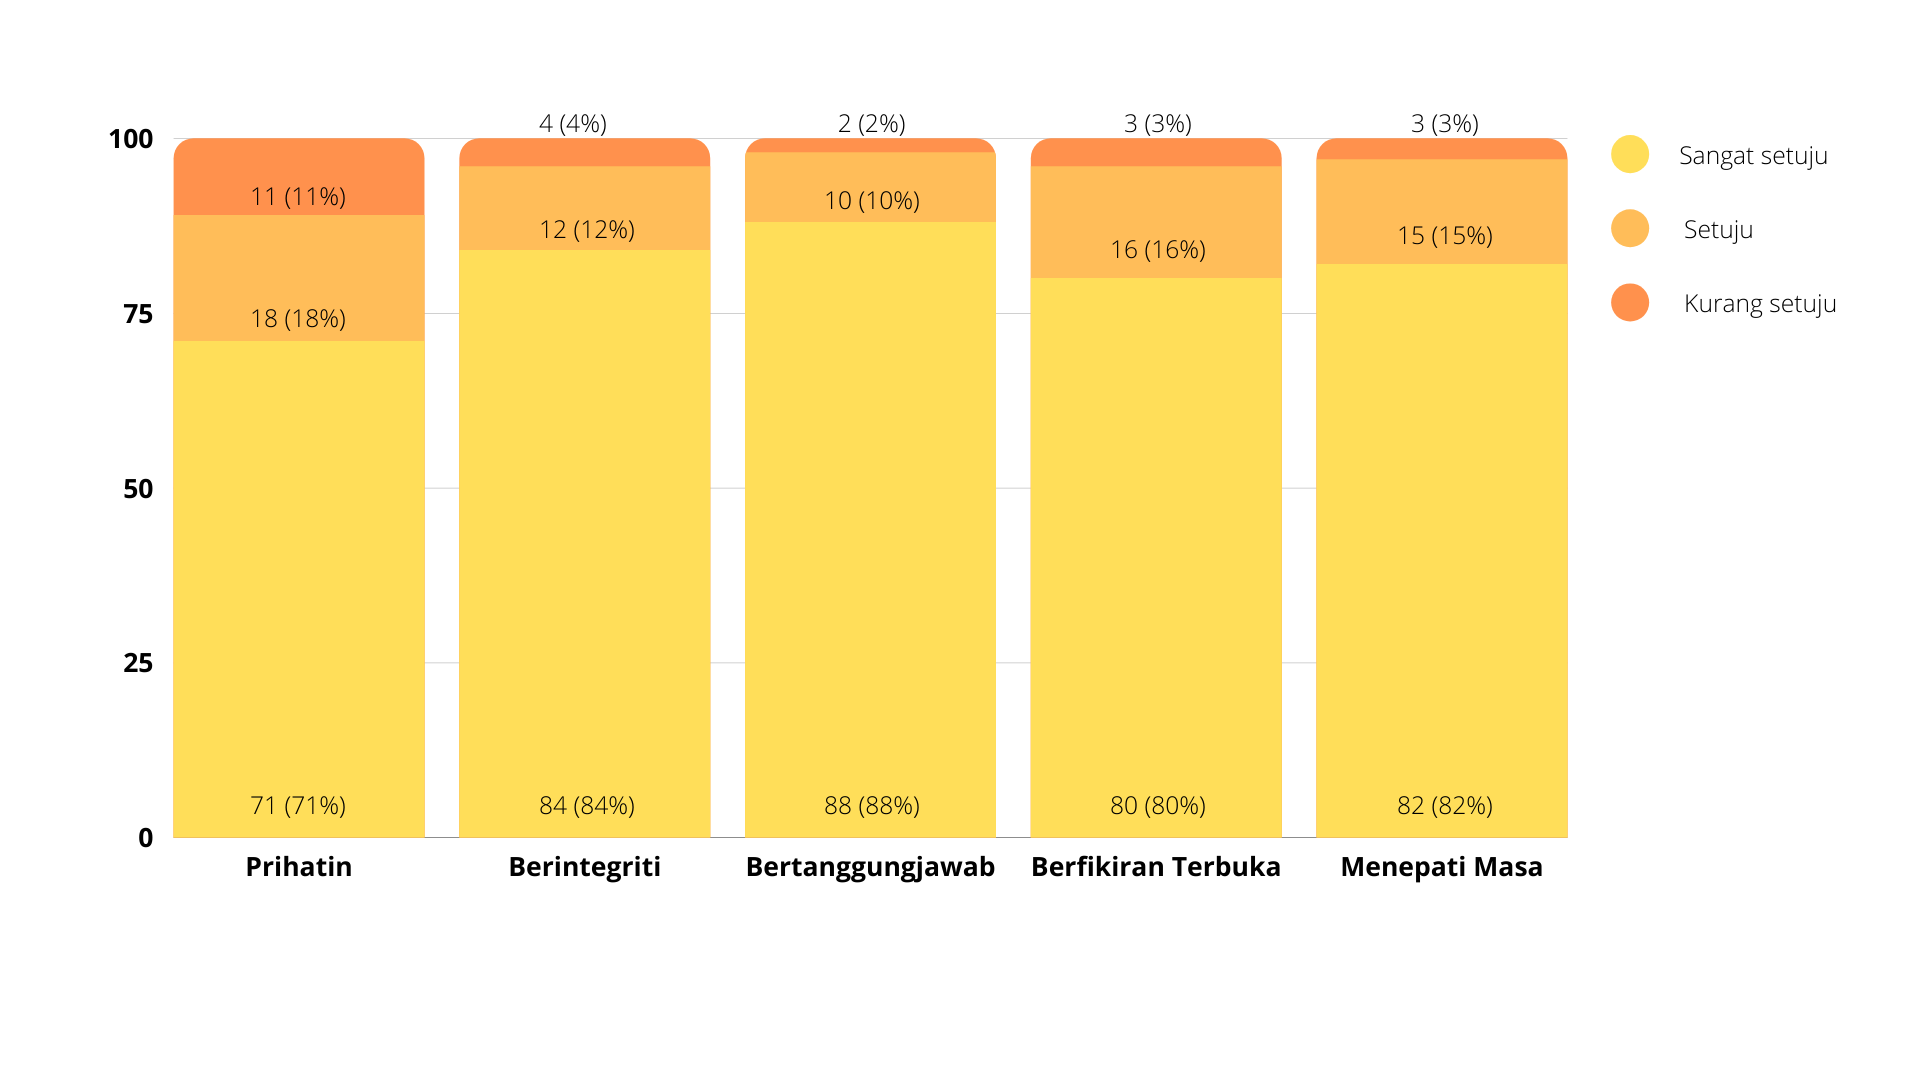 4 (4%)
2 (2%)
3 (3%)
3 (3%)
100
Sangat setuju
11 (11%)
10 (10%)
12 (12%)
Setuju
16 (16%)
15 (15%)
Kurang setuju
75
18 (18%)
50
25
71 (71%)
84 (84%)
88 (88%)
80 (80%)
82 (82%)
0
Prihatin
Berintegriti
Bertanggungjawab
Berfikiran Terbuka
Menepati Masa